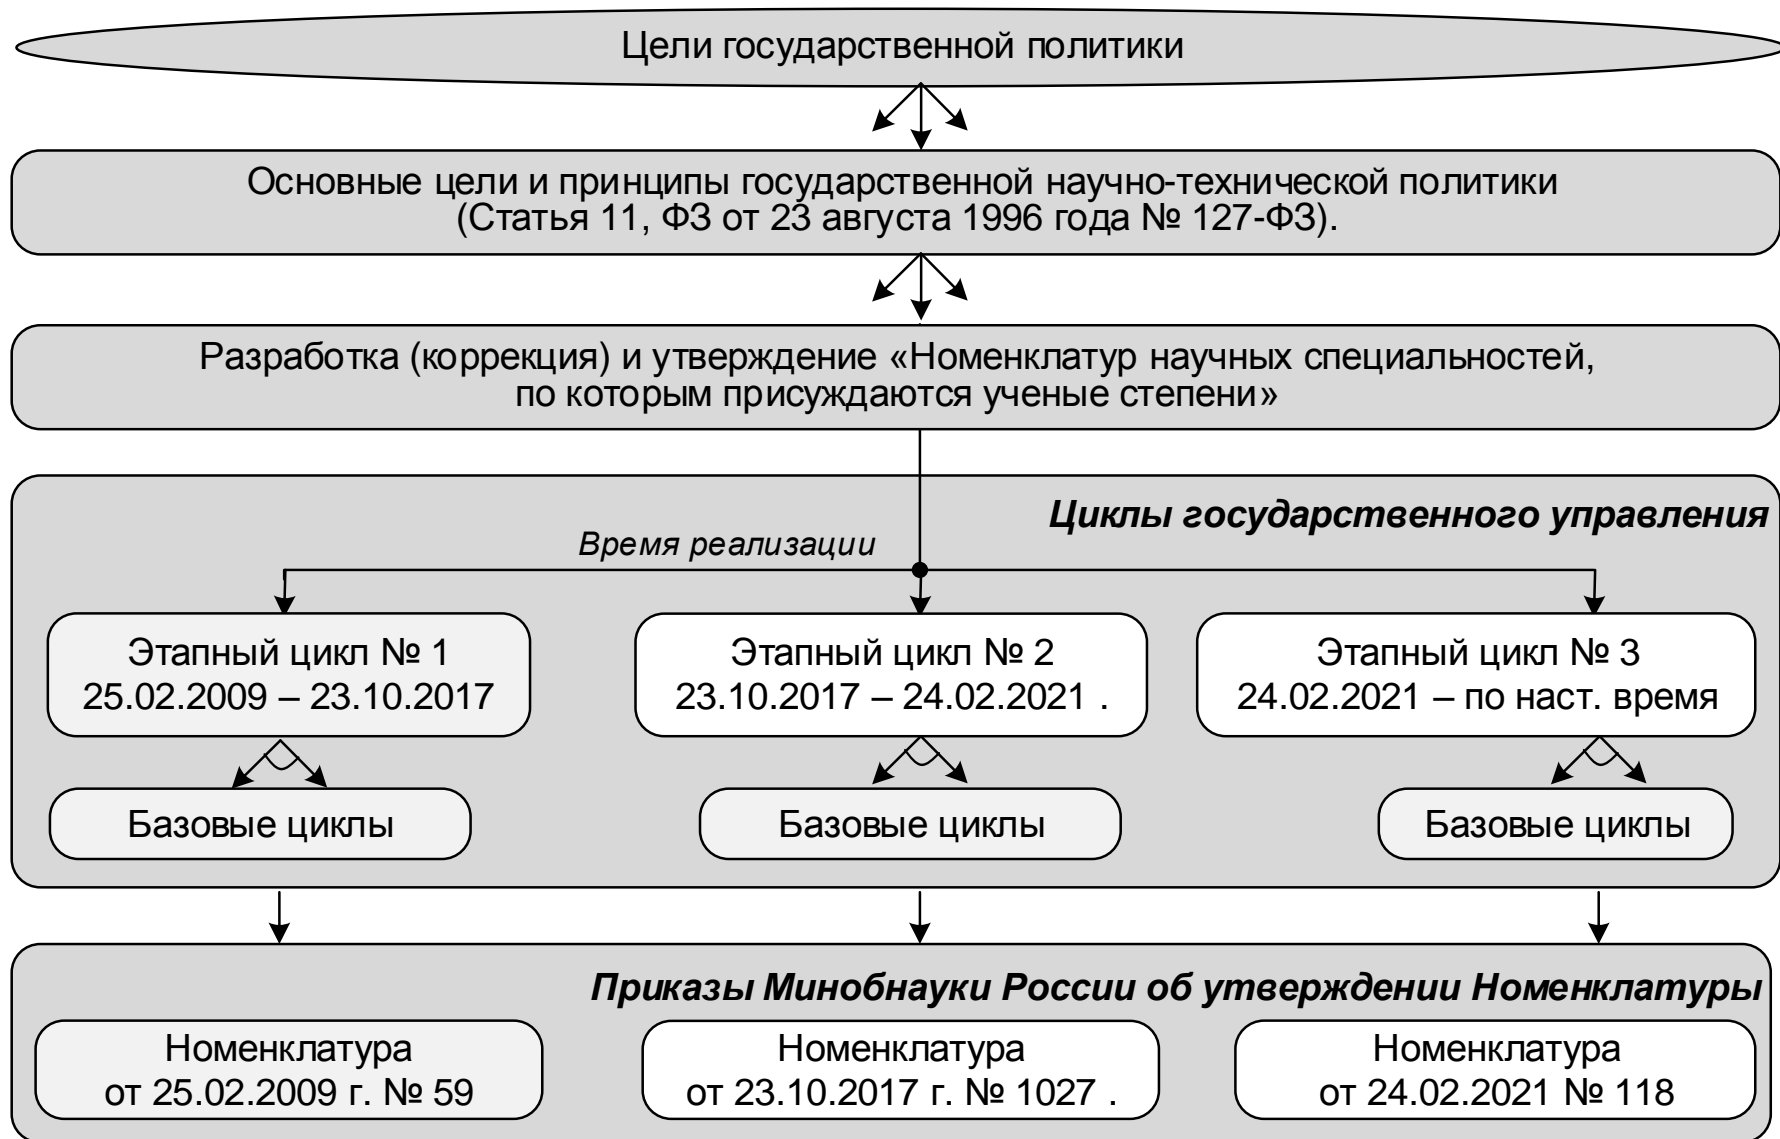 Цели государственной политики
Основные цели и принципы государственной научно-технической политики
(Статья 11, ФЗ от 23 августа 1996 года № 127-ФЗ).
Разработка (коррекция) и утверждение «Номенклатур научных специальностей,
по которым присуждаются ученые степени»
Циклы государственного управления
Время реализации
Этапный цикл № 1
25.02.2009 – 23.10.2017
Этапный цикл № 2
23.10.2017 – 24.02.2021 .
Этапный цикл № 3
24.02.2021 – по наст. время
Базовые циклы
Базовые циклы
Базовые циклы
Приказы Минобнауки России об утверждении Номенклатуры
Номенклатура
от 25.02.2009 г. № 59
Номенклатура
от 23.10.2017 г. № 1027 .
Номенклатура
от 24.02.2021 № 118